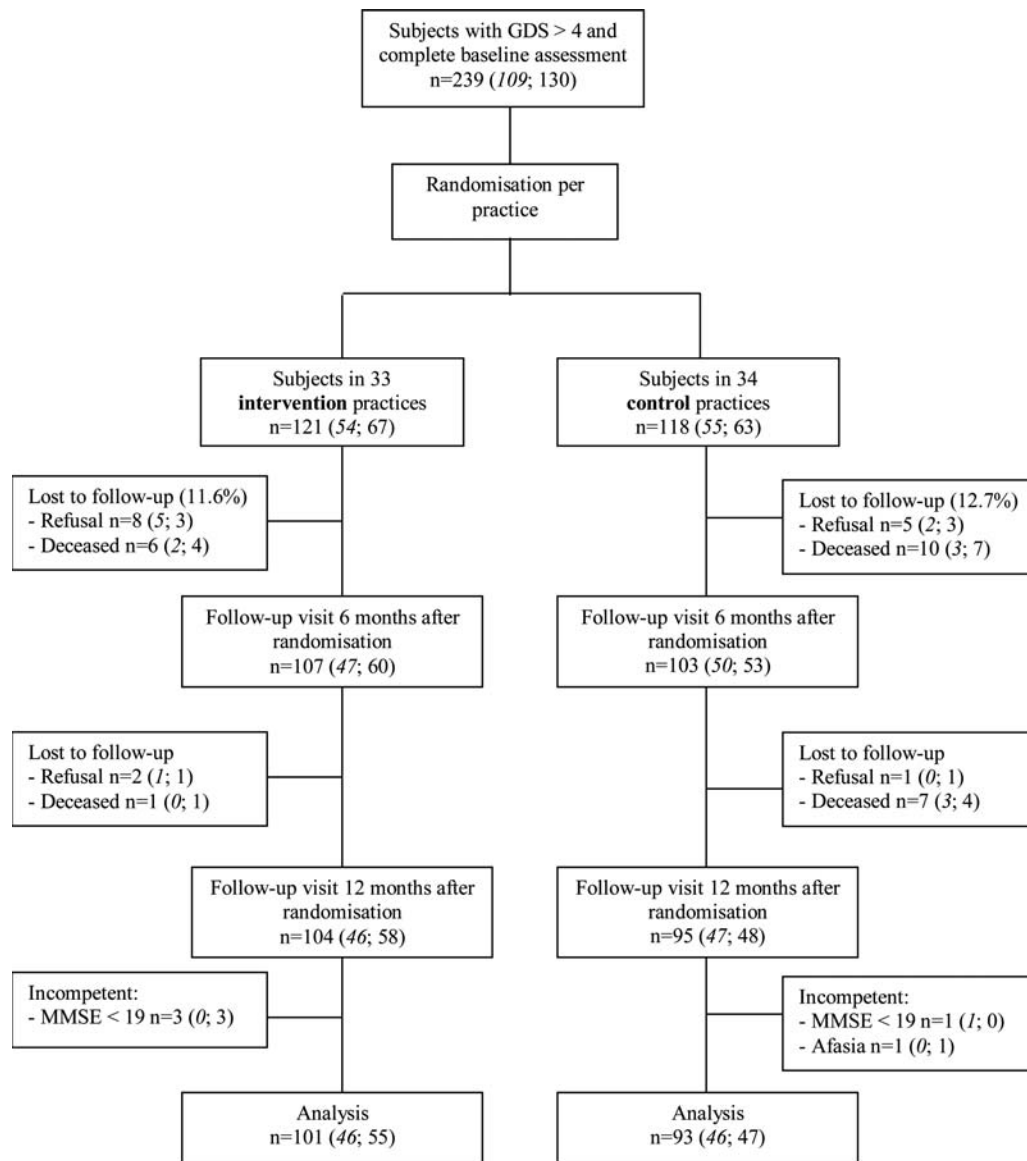 Subjects with GDS > 4 and
complete baseline assessment
n=239 (109; 130)
Randomisation per
practice
Subjects in 33
intervention practices
n=121 (54; 67)
Subjects in 34
control practices
n=118 (55; 63)
Lost to follow-up (11.6%)
- Refusal n=8 (5; 3)
- Deceased n=6 (2; 4)
Lost to follow-up (12.7%)
- Refusal n=5 (2; 3)
- Deceased n=10 (3; 7)
Follow-up visit 6 months after
randomisation
n=107 (47; 60)
Follow-up visit 6 months after
randomisation
n=103 (50; 53)
Lost to follow-up
- Refusal n=2 (1; 1)
- Deceased n=1 (0; 1)
Lost to follow-up
- Refusal n=1 (0; 1)
- Deceased n=7 (3; 4)
Follow-up visit 12 months after
randomisation
n=104 (46; 58)
Follow-up visit 12 months after
randomisation
n=95 (47; 48)
Incompetent:
- MMSE < 19 n=3 (0; 3)
Incompetent:
- MMSE < 19 n=1 (1; 0)
- Afasia n=1 (0; 1)
Analysis
n=101 (46; 55)
Analysis
n=93 (46; 47)